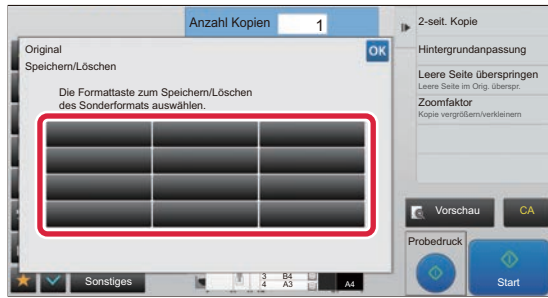 Anzahl Kopien 1
Original
OK
Speichern/Löschen
Die Formattaste zum Speichern/Löschen
des Sonderformats auswählen.
2-seit. Kopie
Hintergrundanpassung
Leere Seite überspringen
Leere Seite im Orig. überspr.
Zoomfaktor
Kopie vergrößern/verkleinern
Vorschau
CA
Probedruck
Start
Sonstiges
3 B4
4 A3
A4